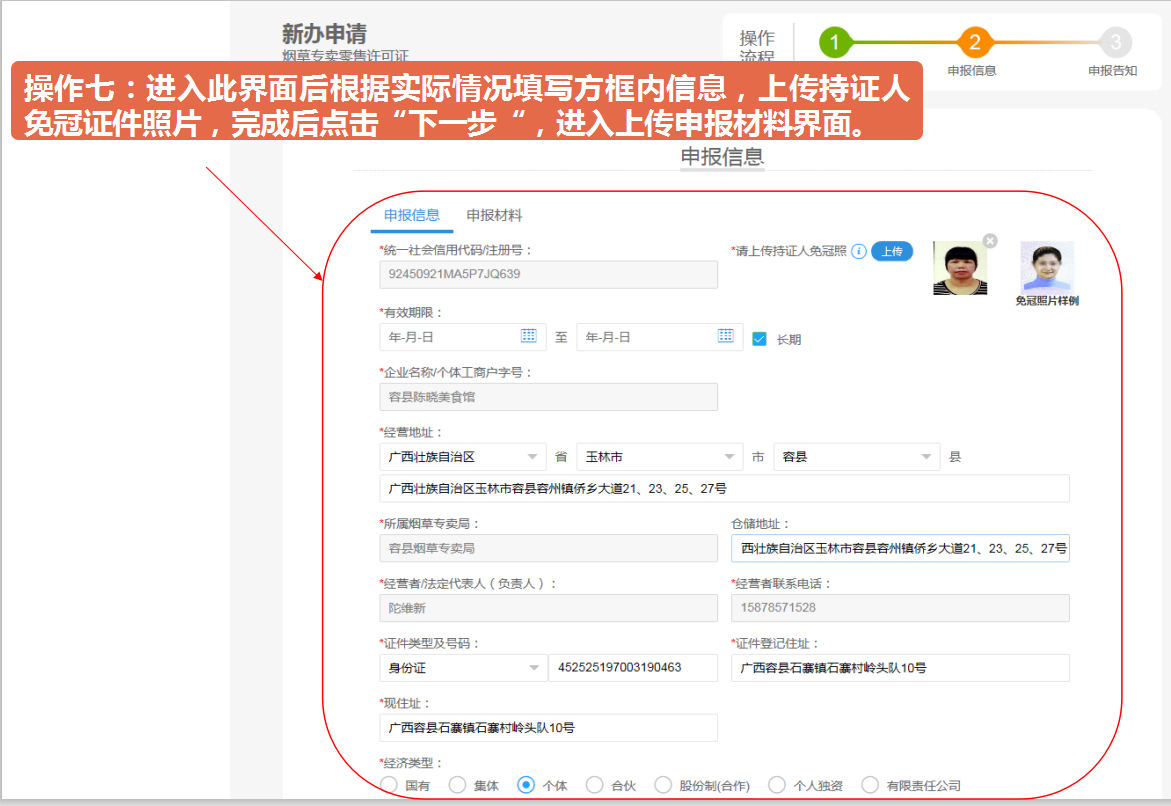 新办申请
烟草专卖零售许可证
操作
流程
1
2
3
申报信息
申报告知
操作七：进入此界面后根据实际情况填写方框内信息，上传持证人
免冠证件照片，完成后点击“下一步“，进入上传申报材料界面。
申报信息
申报信息 申报材料
*统一社会信用代码/注册号：
92450921MA5P7JQ639
*请上传持证人免冠照 i 上传
免冠照片样例
*有效期限：
年-月-日 至 年-月-日 长期
*企业名称/个体工商户字号：
容县陈晓美食馆
*经营地址：
广西壮族自治区 省 玉林市 市 容县 县
广西壮族自治区玉林市容县容州镇侨乡大道21、23、25、27号
*所属烟草专卖局： 仓储地址：
容县烟草专卖局 西壮族自治区玉林市容县容州镇侨乡大道21、23、25、27号
*经营者/法定代表人（负责人）： *经营者联系电话：
陀维新 15878571528
*证件类型及号码： *证件登记住址：
身份证 452525197003190463 广西容县石寨镇石寨村岭头队10号
*现住址：
广西容县石寨镇石寨村岭头队10号
*经济类型：
国有 集体 个体 合伙 股份制(合作) 个人独资 有限责任公司